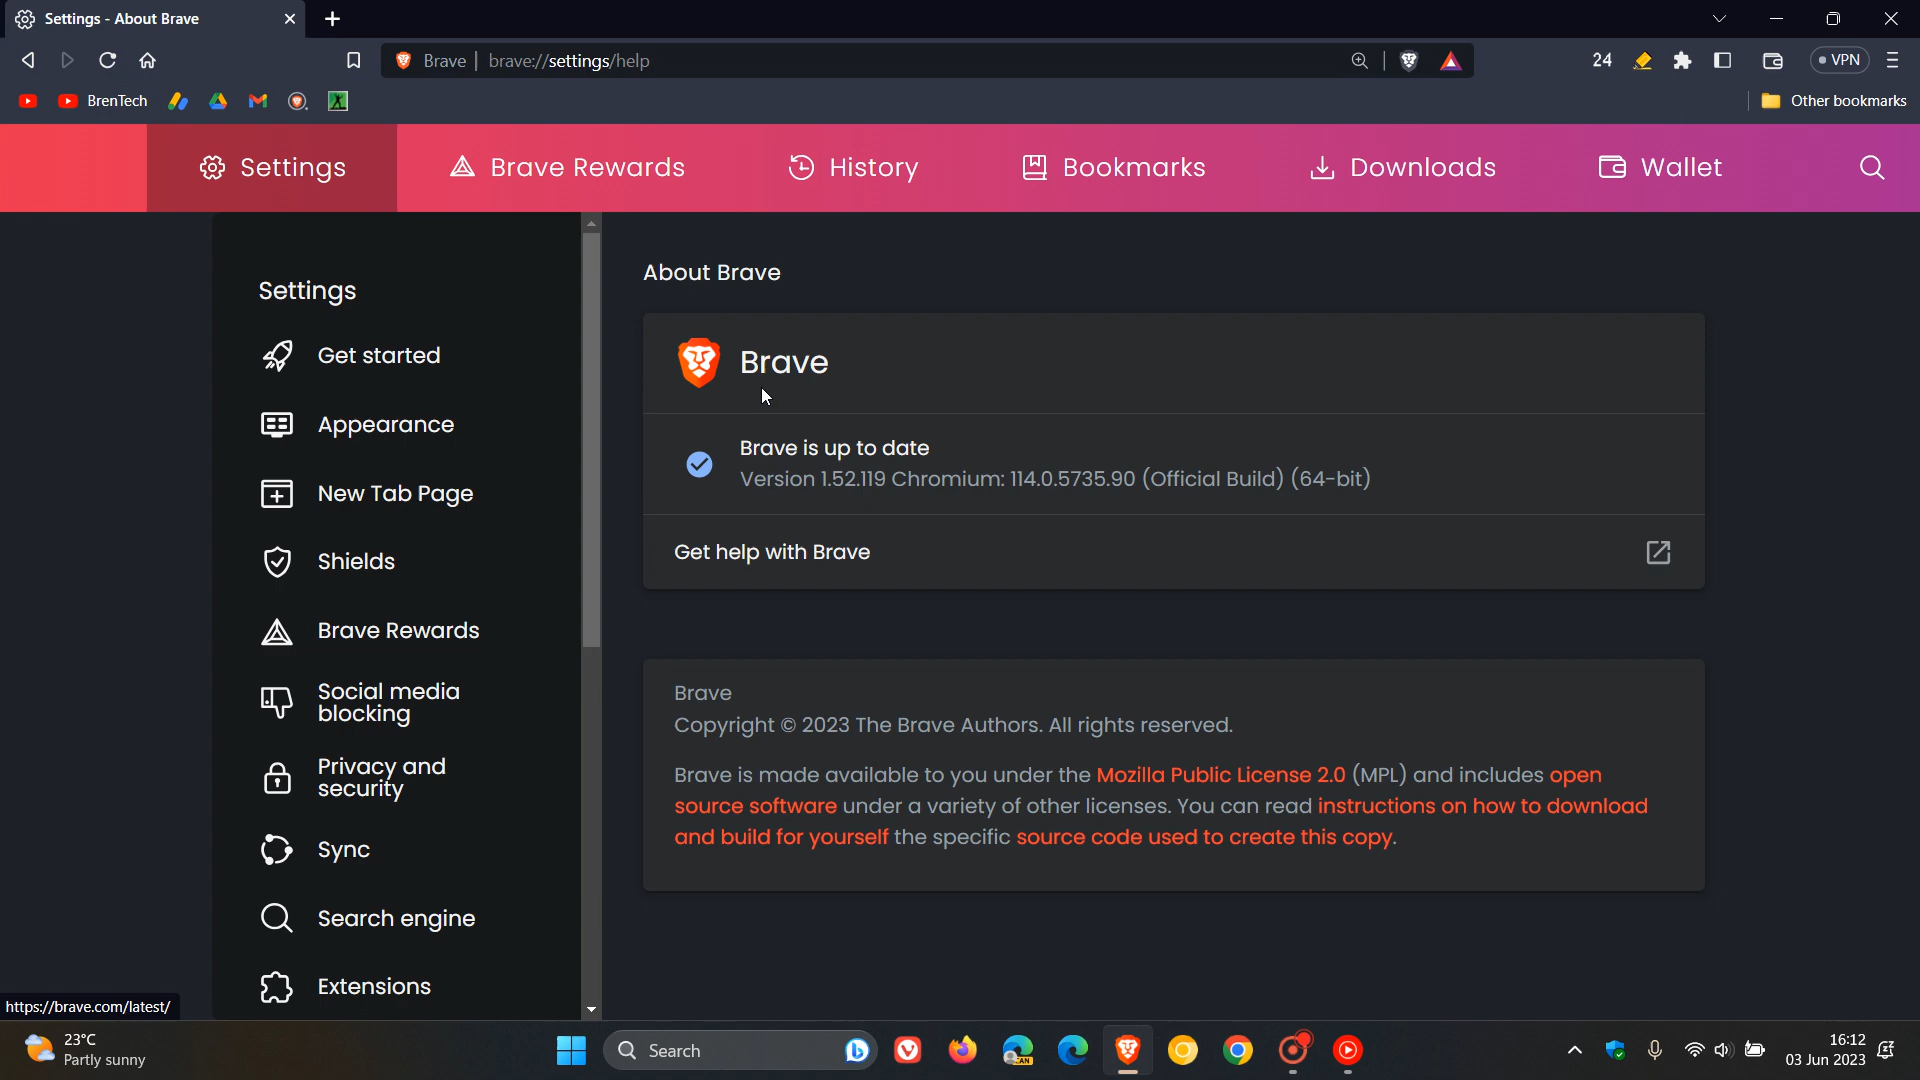 Settings - About Brave
Brave | brave://settings/help
24
VPN
BrenTech
Other bookmarks
Settings
Brave Rewards
History
Bookmarks
Downloads
Wallet
Settings
Get started
Appearance
New Tab Page
Shields
Brave Rewards
Social media
blocking
Privacy and
security
Sync
Search engine
Extensions
About Brave
Brave
Brave is up to date
Version 1.52.119 Chromium: 114.0.5735.90 (Official Build) (64-bit)
Get help with Brave
Brave
Copyright © 2023 The Brave Authors. All rights reserved.
Brave is made available to you under the Mozilla Public License 2.0 (MPL) and includes open
source software under a variety of other licenses. You can read instructions on how to download
and build for yourself the specific source code used to create this copy.
https://brave.com/latest/
23°C
Partly sunny
Search
CAN
16:12
03 Jun 2023